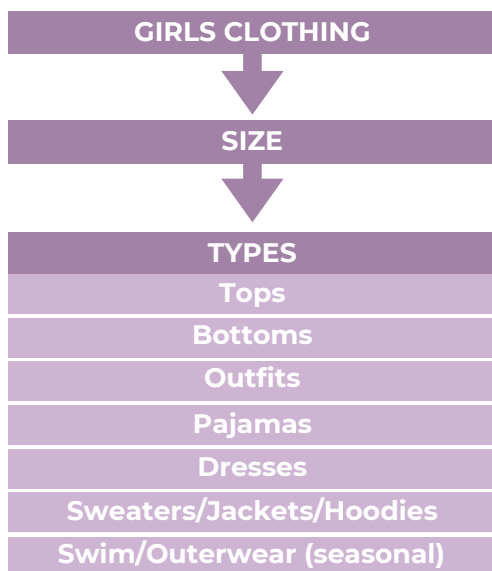 GIRLS CLOTHING
SIZE
TYPES
Tops
Bottoms
Outfits
Pajamas
Dresses
Sweaters/Jackets/Hoodies
Swim/Outerwear (seasonal)